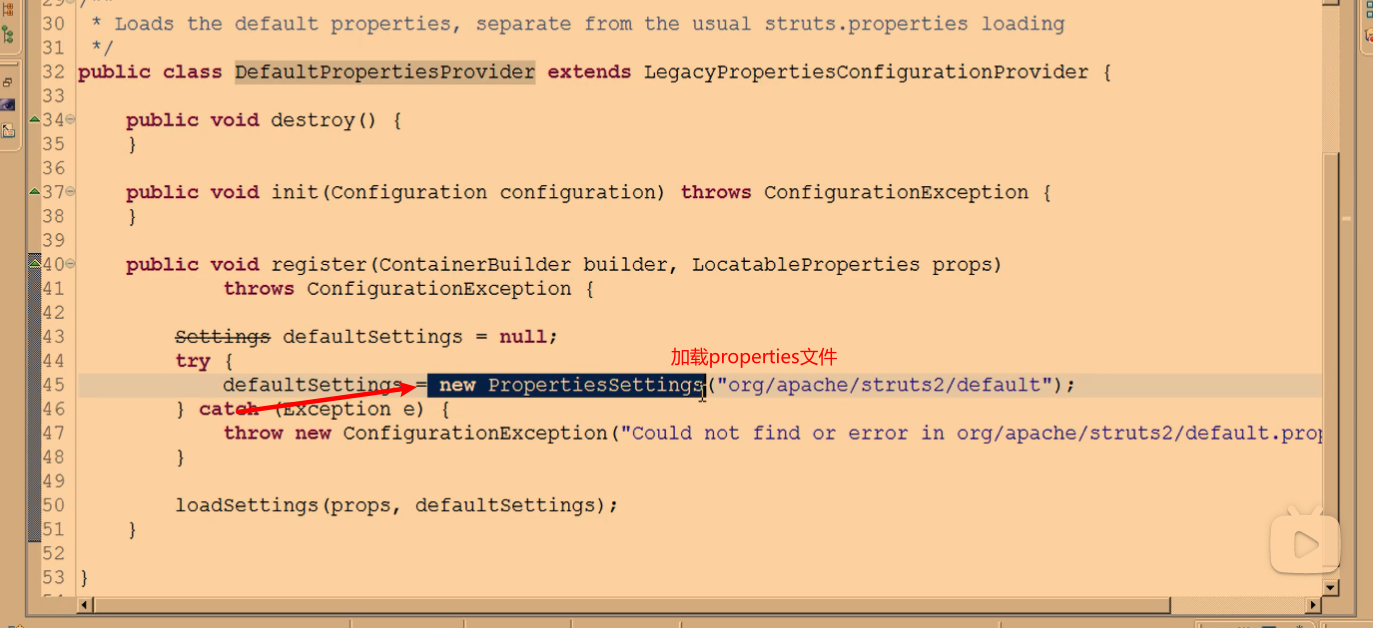 29 /**
30 * Loads the default properties, separate from the usual struts.properties loading
31 */
32 public class DefaultPropertiesProvider extends LegacyPropertiesConfigurationProvider {
33
34 public void destroy() {
35 }
36
37 public void init(Configuration configuration) throws ConfigurationException {
38 }
39
40 public void register(ContainerBuilder builder, LocatableProperties props)
41 throws ConfigurationException {
42
43 Settings defaultSettings = null;
加载properties文件
44 try {
45 defaultSettings = new PropertiesSettings("org/apache/struts2/default");
46 } catch (Exception e) {
47 throw new ConfigurationException("Could not find or error in org/apache/struts2/default.prop
48 }
49
50 loadSettings(props, defaultSettings);
51 }
52
53 }